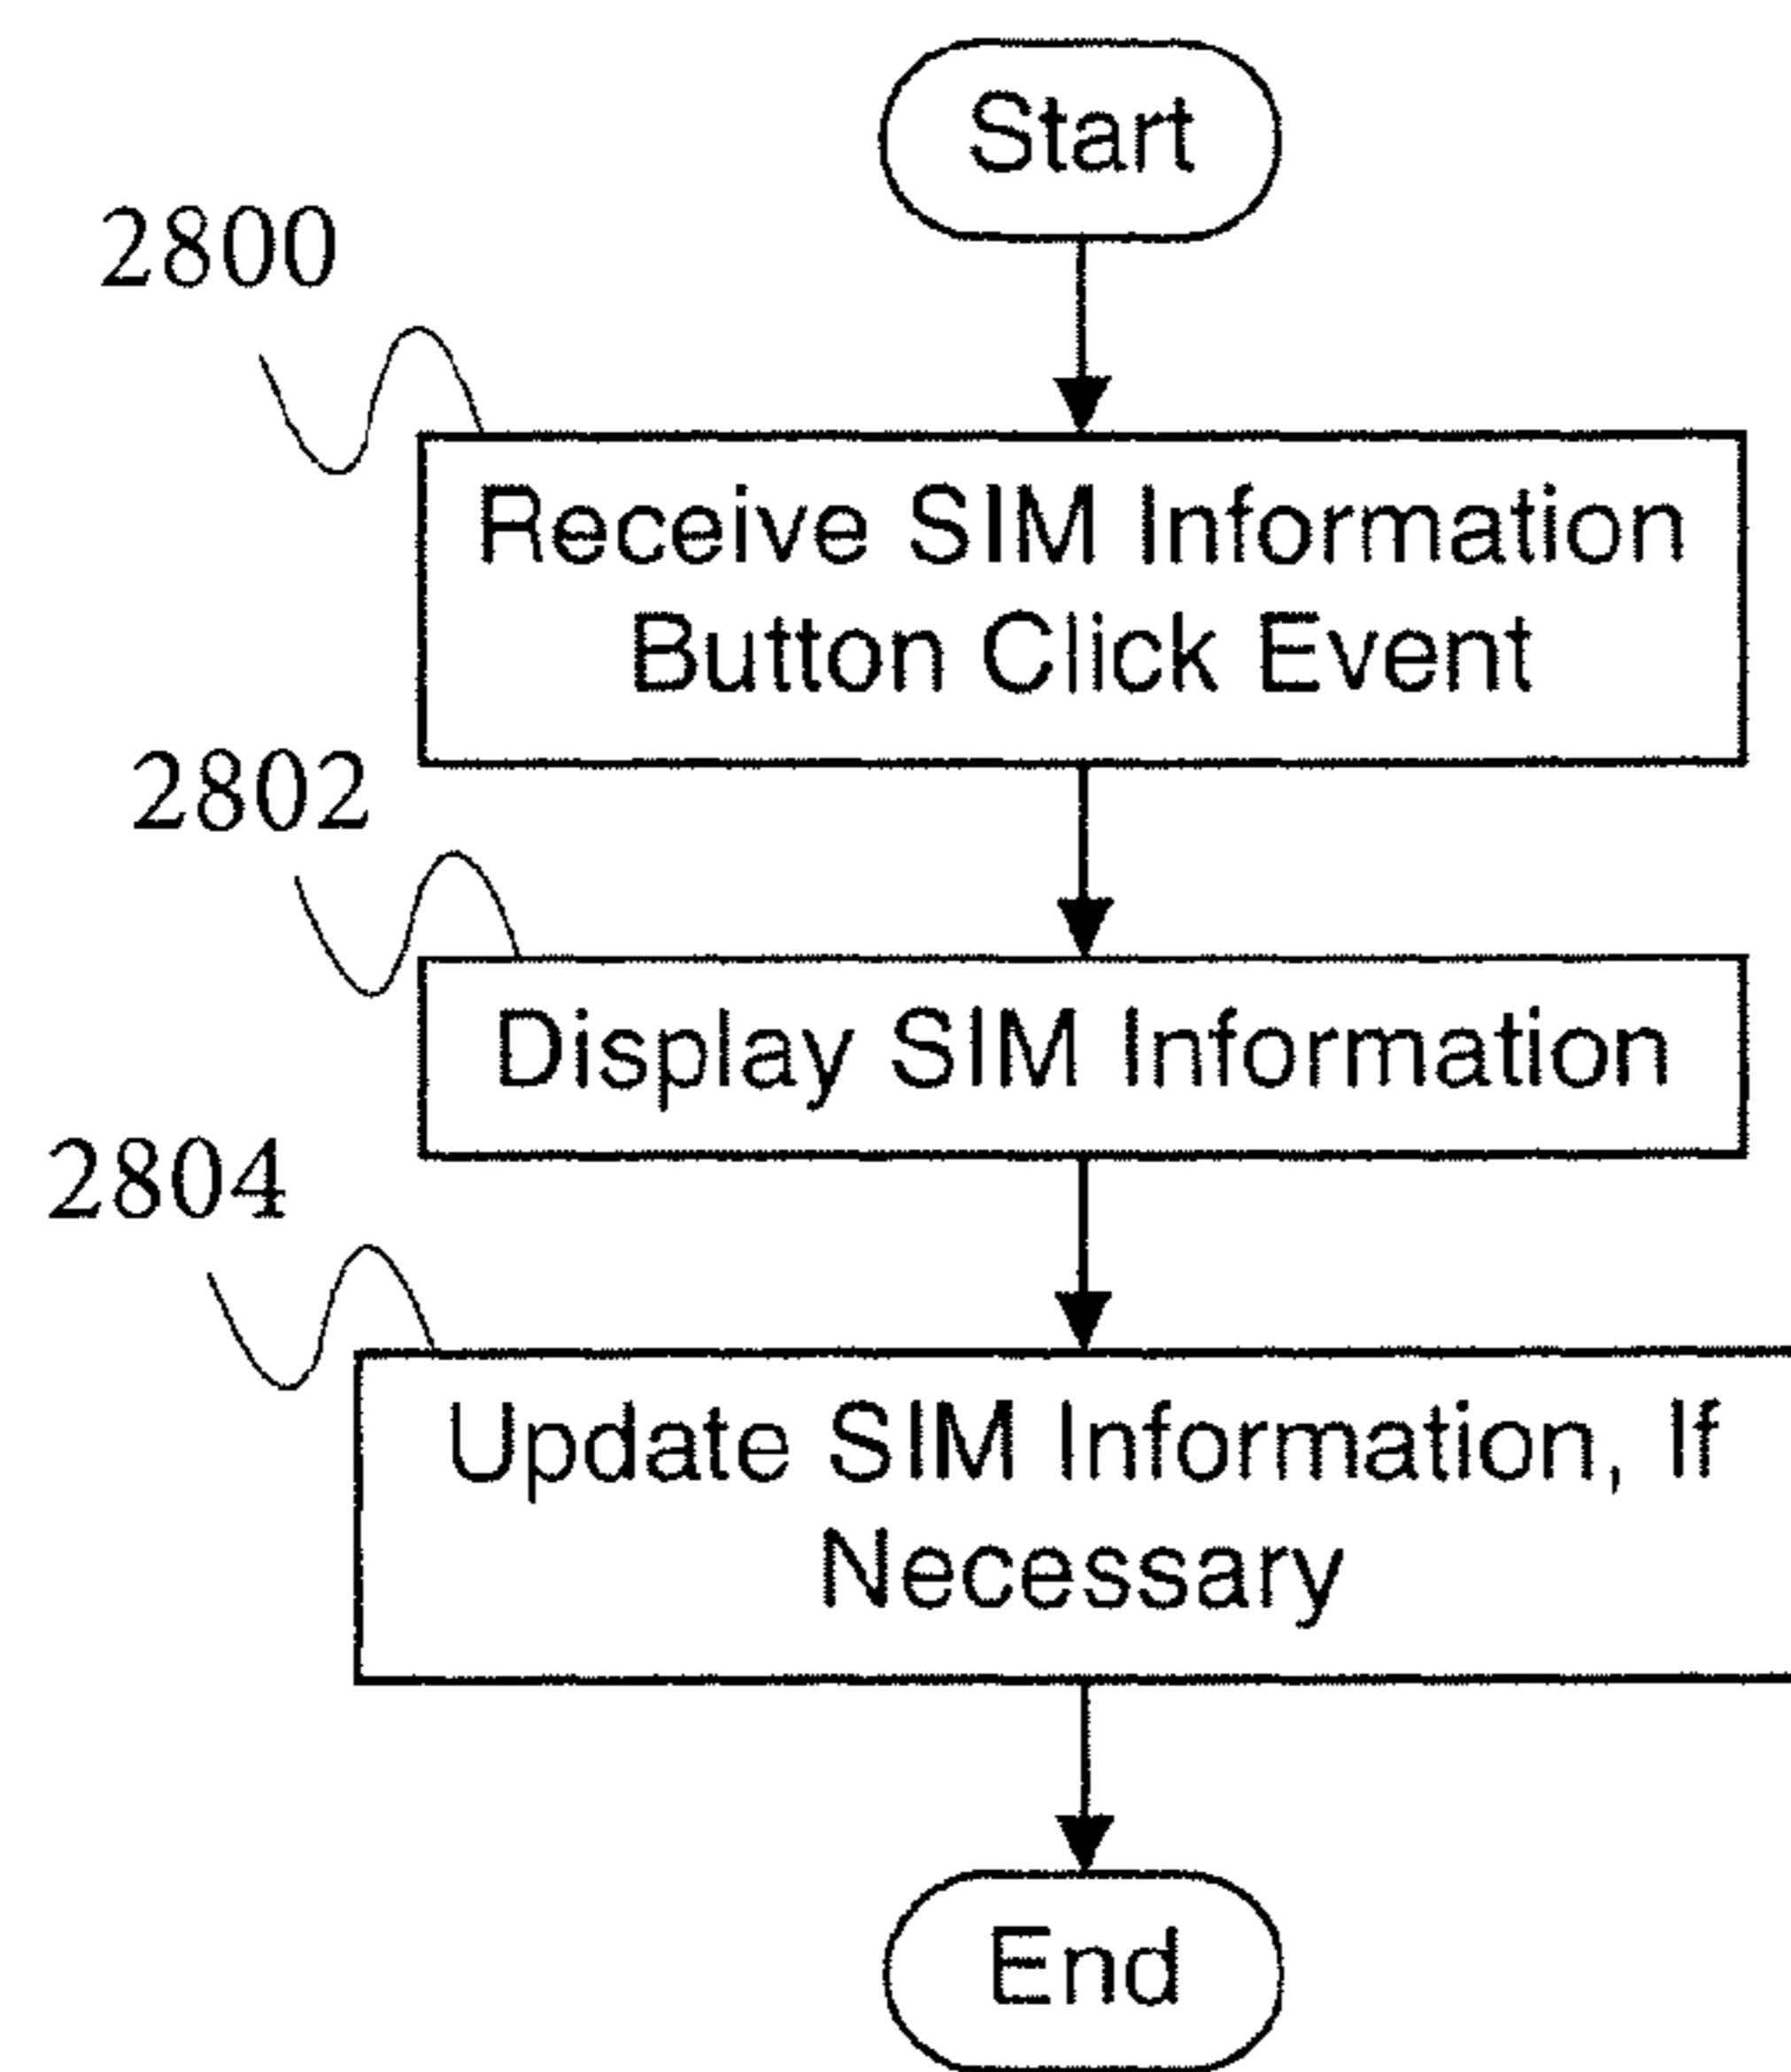 Start
2800
Receive SIM Information
Button Click Event
2802
Display SIM Information
2804
Update SIM Information, If
Necessary
End